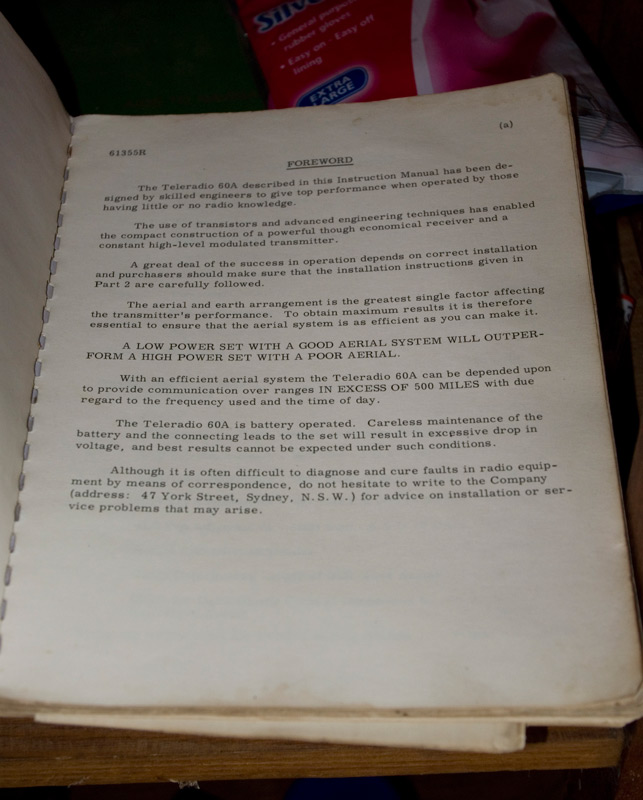 Silv
- General purpo
rubber gloves
- Easy on Easy off
lining
EXTRA
LARGE
(a)
61355R
FOREWORD
The Teleradio 60A described in this Instruction Manual has been de-
signed by skilled engineers to give top performance when operated by those
having little or no radio knowledge.
The use of transistors and advanced engineering techniques has enabled
the compact construction of a powerful though economical receiver and a
constant high-level modulated transmitter.
A great deal of the success in operation depends on correct installation
and purchasers should make sure that the installation instructions given in
Part 2 are carefully followed.
The aerial and earth arrangement is the greatest single factor affecting
the transmitter's performance. To obtain maximum results it is therefore
essential to ensure that the aerial system is as efficient as you can make it.
A LOW POWER SET WITH A GOOD AERIAL SYSTEM WILL OUTPER-
FORM A HIGH POWER SET WITH A POOR AERIAL.
With an efficient aerial system the Teleradio 60A can be depended upon
to provide communication over ranges IN EXCESS OF 500 MILES with due
regard to the frequency used and the time of day.
The Teleradio 60A is battery operated. Careless maintenance of the
battery and the connecting leads to the set will result in excessive drop in
voltage, and best results cannot be expected under such conditions.
Although it is often difficult to diagnose and cure faults in radio equip-
ment by means of correspondence, do not hesitate to write to the Company
(address: 47 York Street, Sydney, N.S.W.) for advice on installation or ser-
vice problems that may arise.